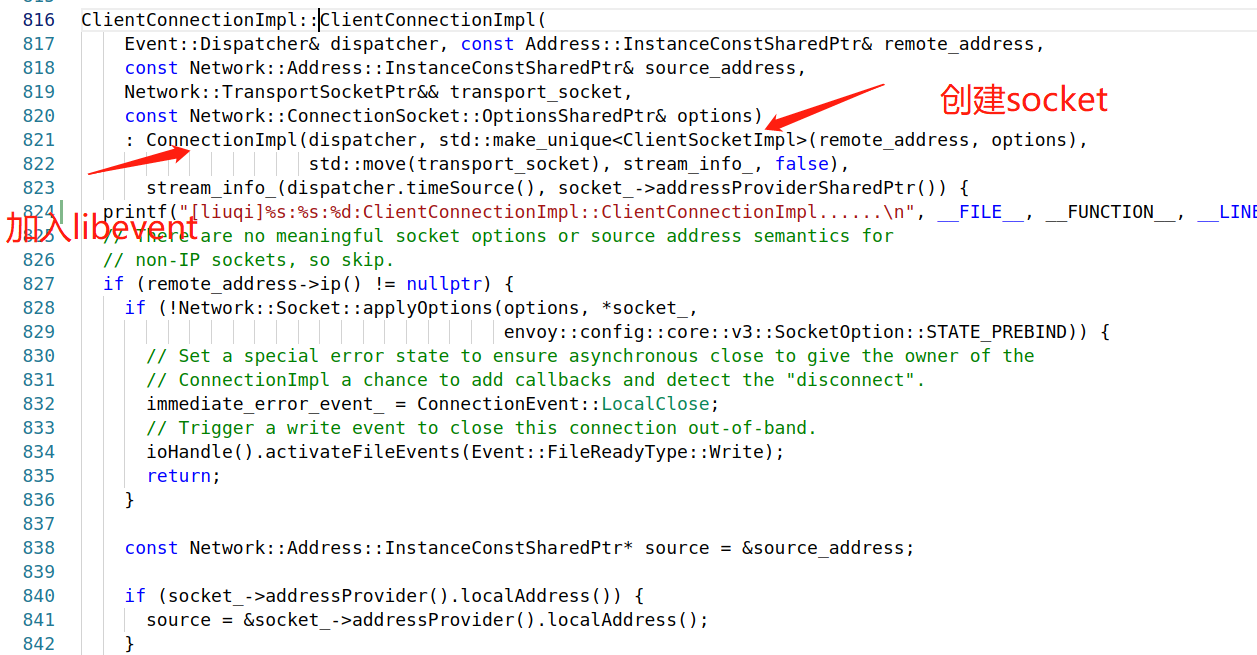 816 ClientConnectionImpl::ClientConnectionImpl(
817 Event::Dispatcher& dispatcher, const Address::InstanceConstSharedPtr& remote_address,
818 const Network::Address::InstanceConstSharedPtr& source_address,
819 Network::TransportSocketPtr&& transport_socket,
创建socket
820 const Network::ConnectionSocket::OptionsSharedPtr& options)
821 : ConnectionImpl(dispatcher, std::make_unique<ClientSocketImpl>(remote_address, options),
822 std::move(transport_socket), stream_info_, false),
823 stream_info_(dispatcher.timeSource(), socket_->addressProviderSharedPtr()) {
824 printf("[liuqi]%s:%s:%d:ClientConnectionImpl::ClientConnectionImpl......\n", __FILE__, __FUNCTION__, __LINE
加入libevent
825 // There are no meaningful socket options or source address semantics for
826 // non-IP sockets, so skip.
827 if (remote_address->ip() != nullptr) {
828 if (!Network::Socket::applyOptions(options, *socket_,
829 envoy::config::core::v3::SocketOption::STATE_PREBIND)) {
830 // Set a special error state to ensure asynchronous close to give the owner of the
831 // ConnectionImpl a chance to add callbacks and detect the "disconnect".
832 immediate_error_event_ = ConnectionEvent::LocalClose;
833 // Trigger a write event to close this connection out-of-band.
834 ioHandle().activateFileEvents(Event::FileReadyType::Write);
835 return;
836 }
837
838 const Network::Address::InstanceConstSharedPtr* source = &source_address;
839
840 if (socket_->addressProvider().localAddress()) {
841 source = &socket_->addressProvider().localAddress();
842 }